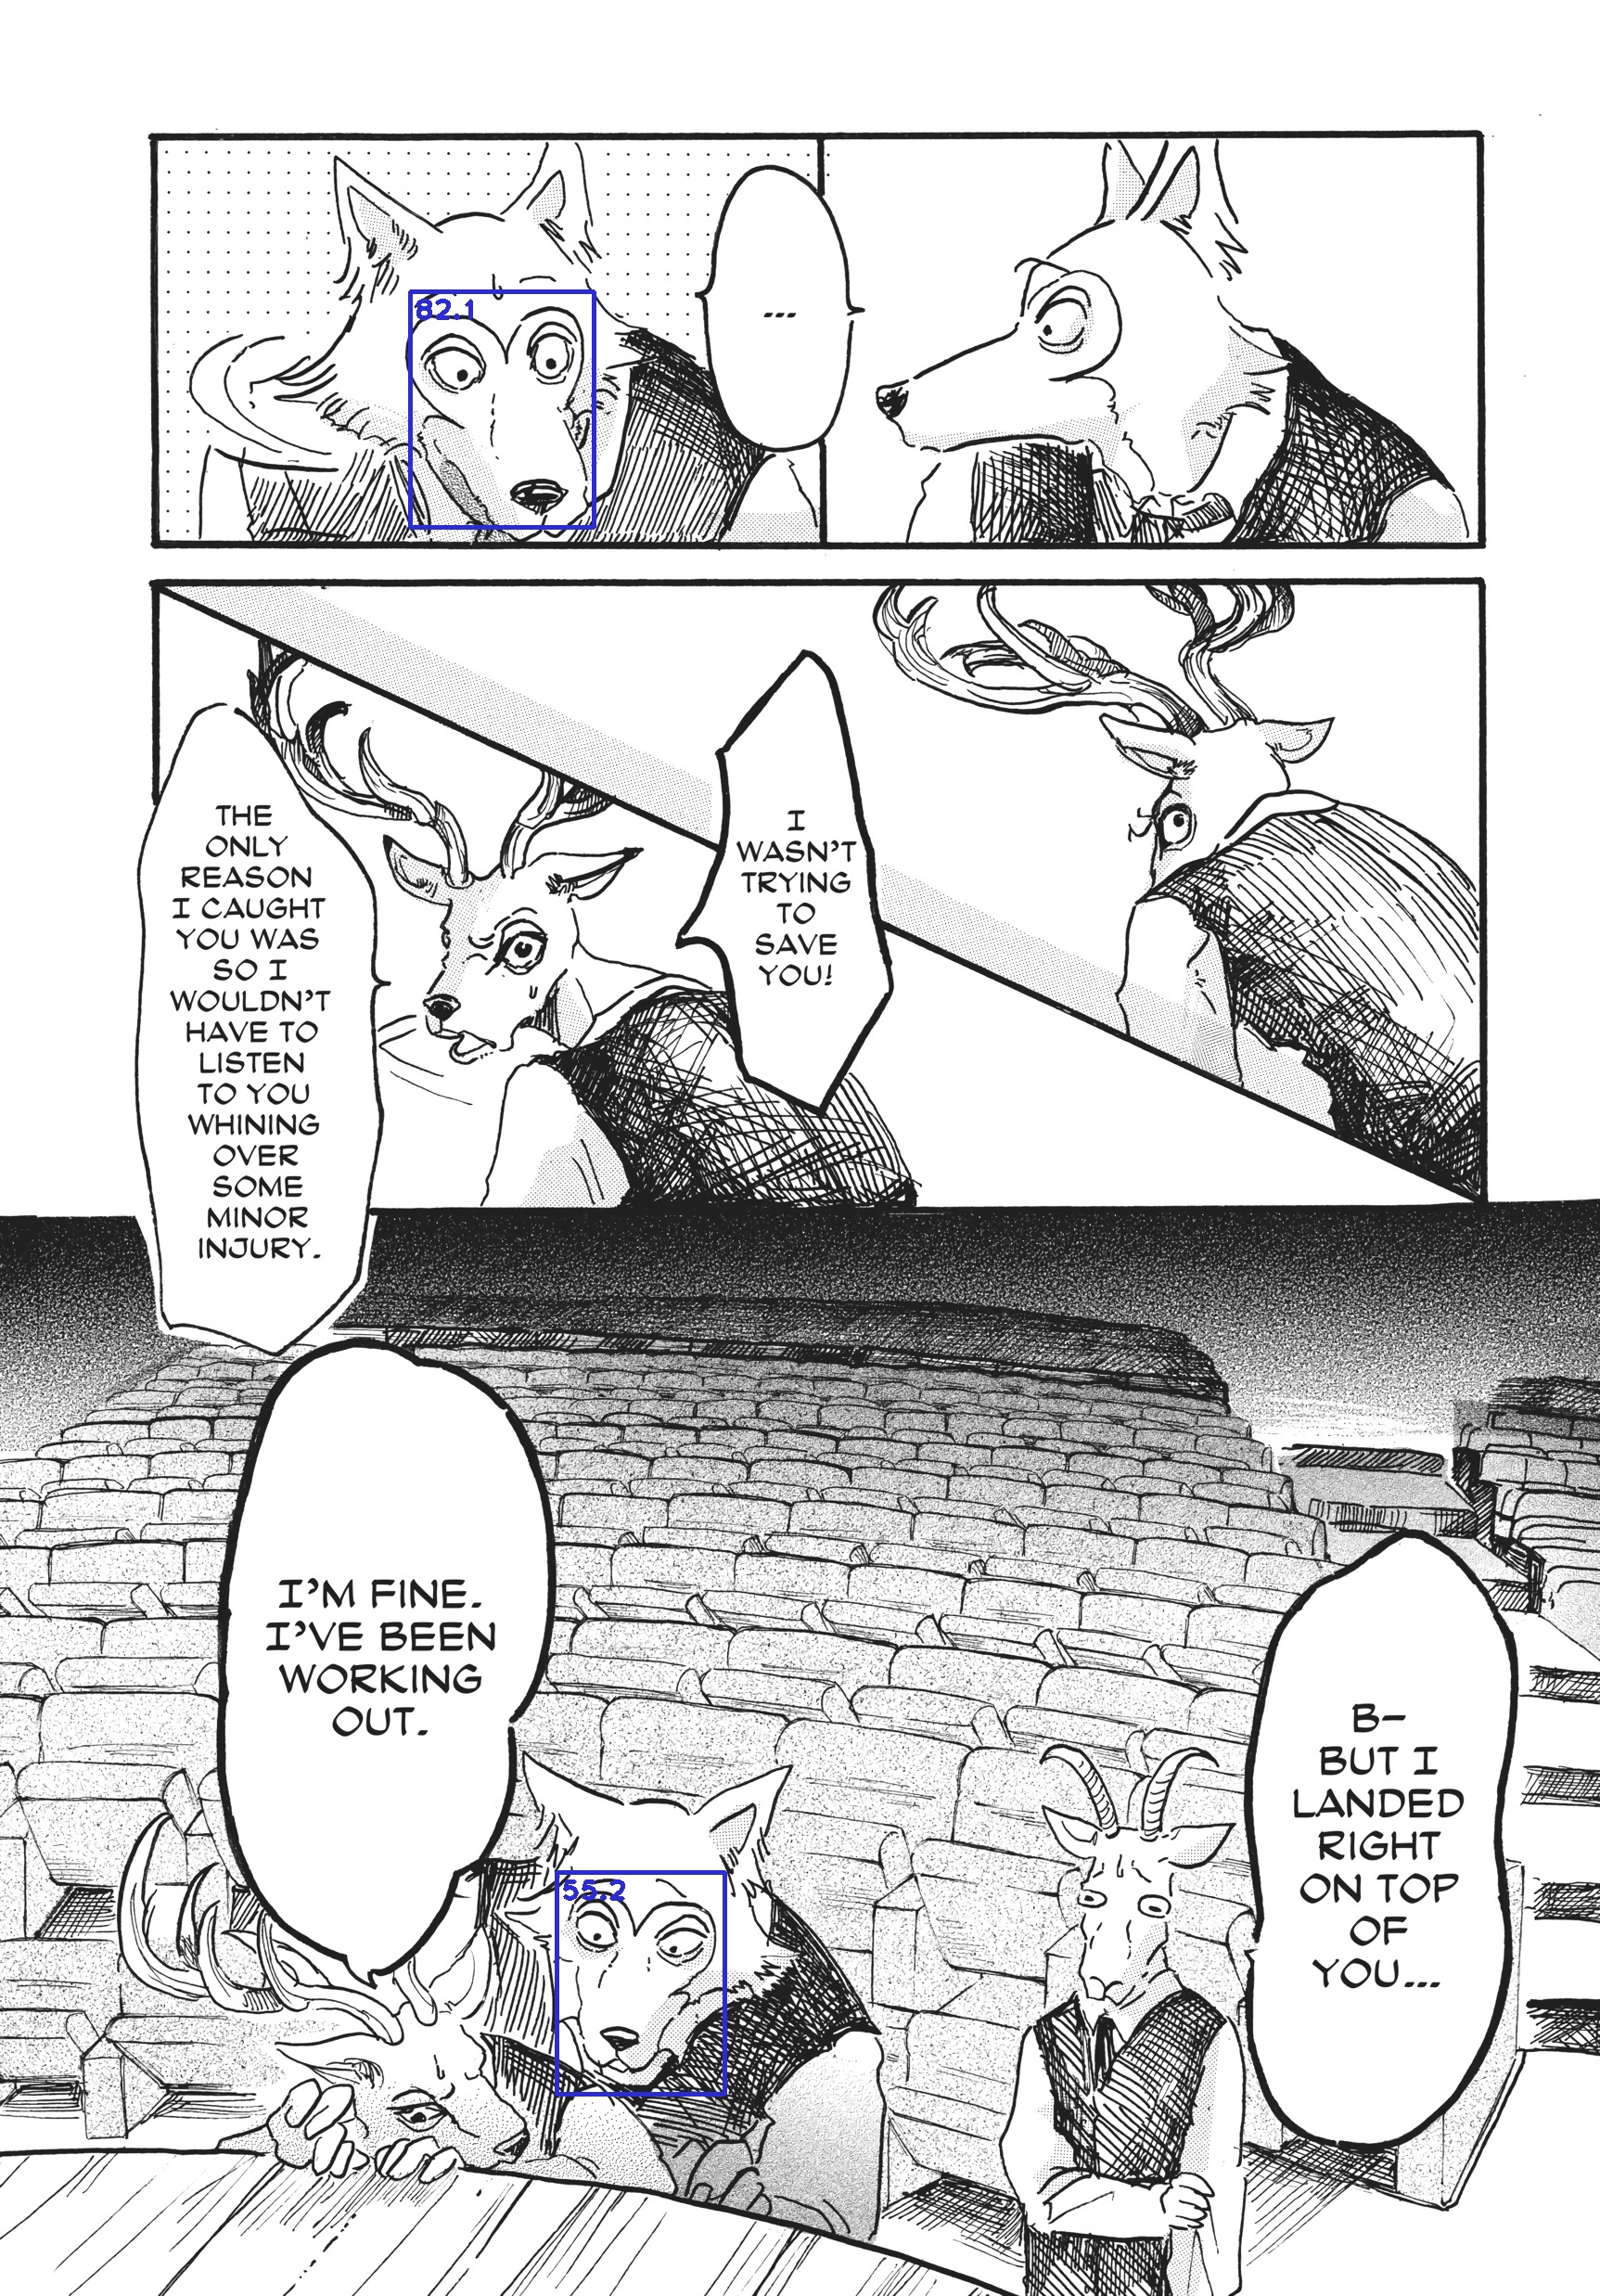 ...
82.1
I
WASN'T
TRYING
TO
SAVE
YOU!
THE
ONLY
REASON
I CAUGHT
YOU WAS
SO I
WOULDN'T
HAVE TO
LISTEN
TO YOU
WHINING
OVER
SOME
MINOR
INJURY.
B-
BUT I
LANDED
RIGHT
ON TOP
OF
YOU...
I'M FINE.
I'VE BEEN
WORKING
OUT.
55.2